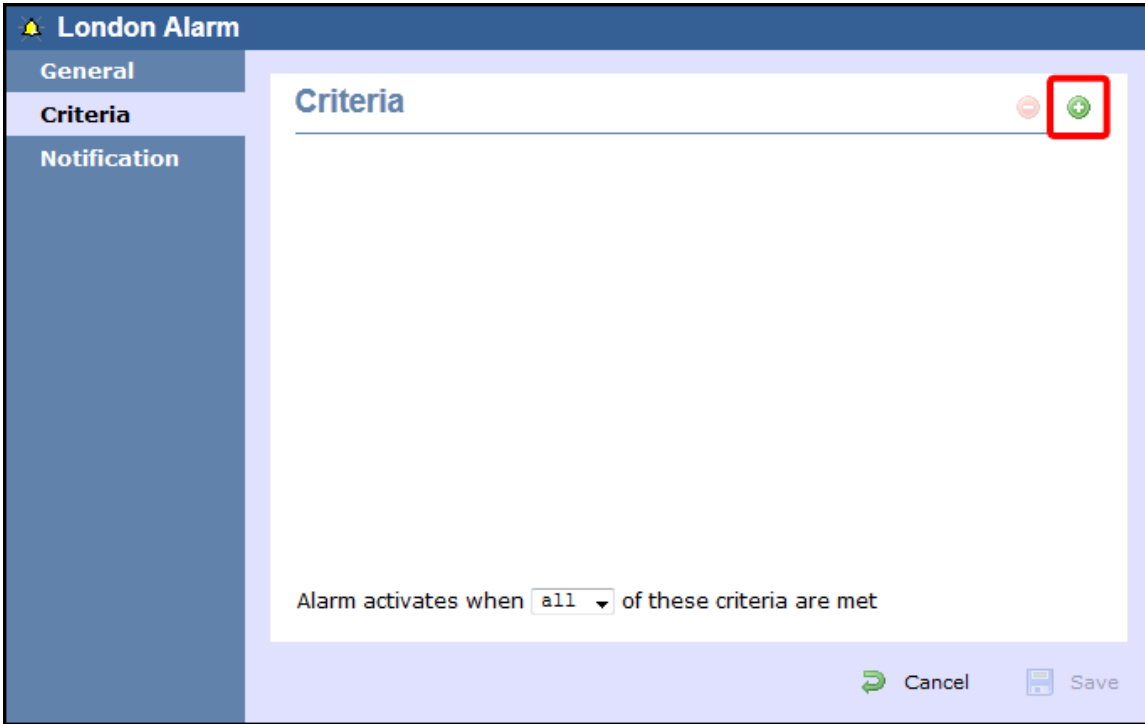 London Alarm
General
Criteria
Notification
Criteria
Alarm activates when all of these criteria are met
Cancel Save